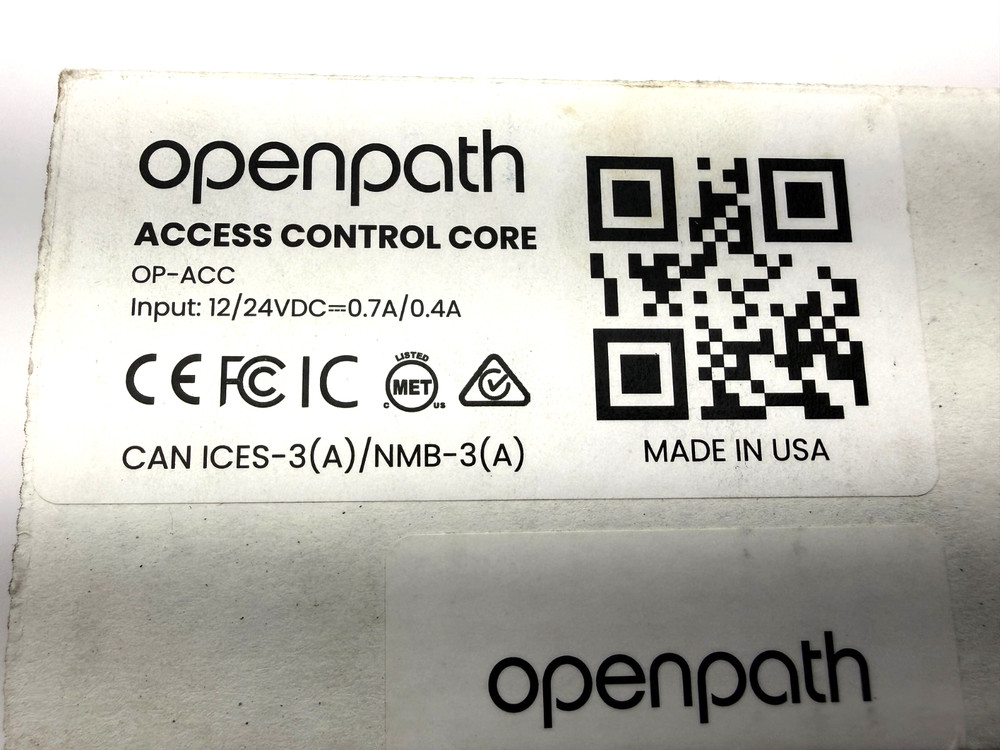 openpath
ACCESS CONTROL CORE
OP-ACC
Input: 12/24VDC⎓0.7A/0.4A
CE FCC IC LISTED MET C US
CAN ICES-3(A)/NMB-3(A)
MADE IN USA
openpath